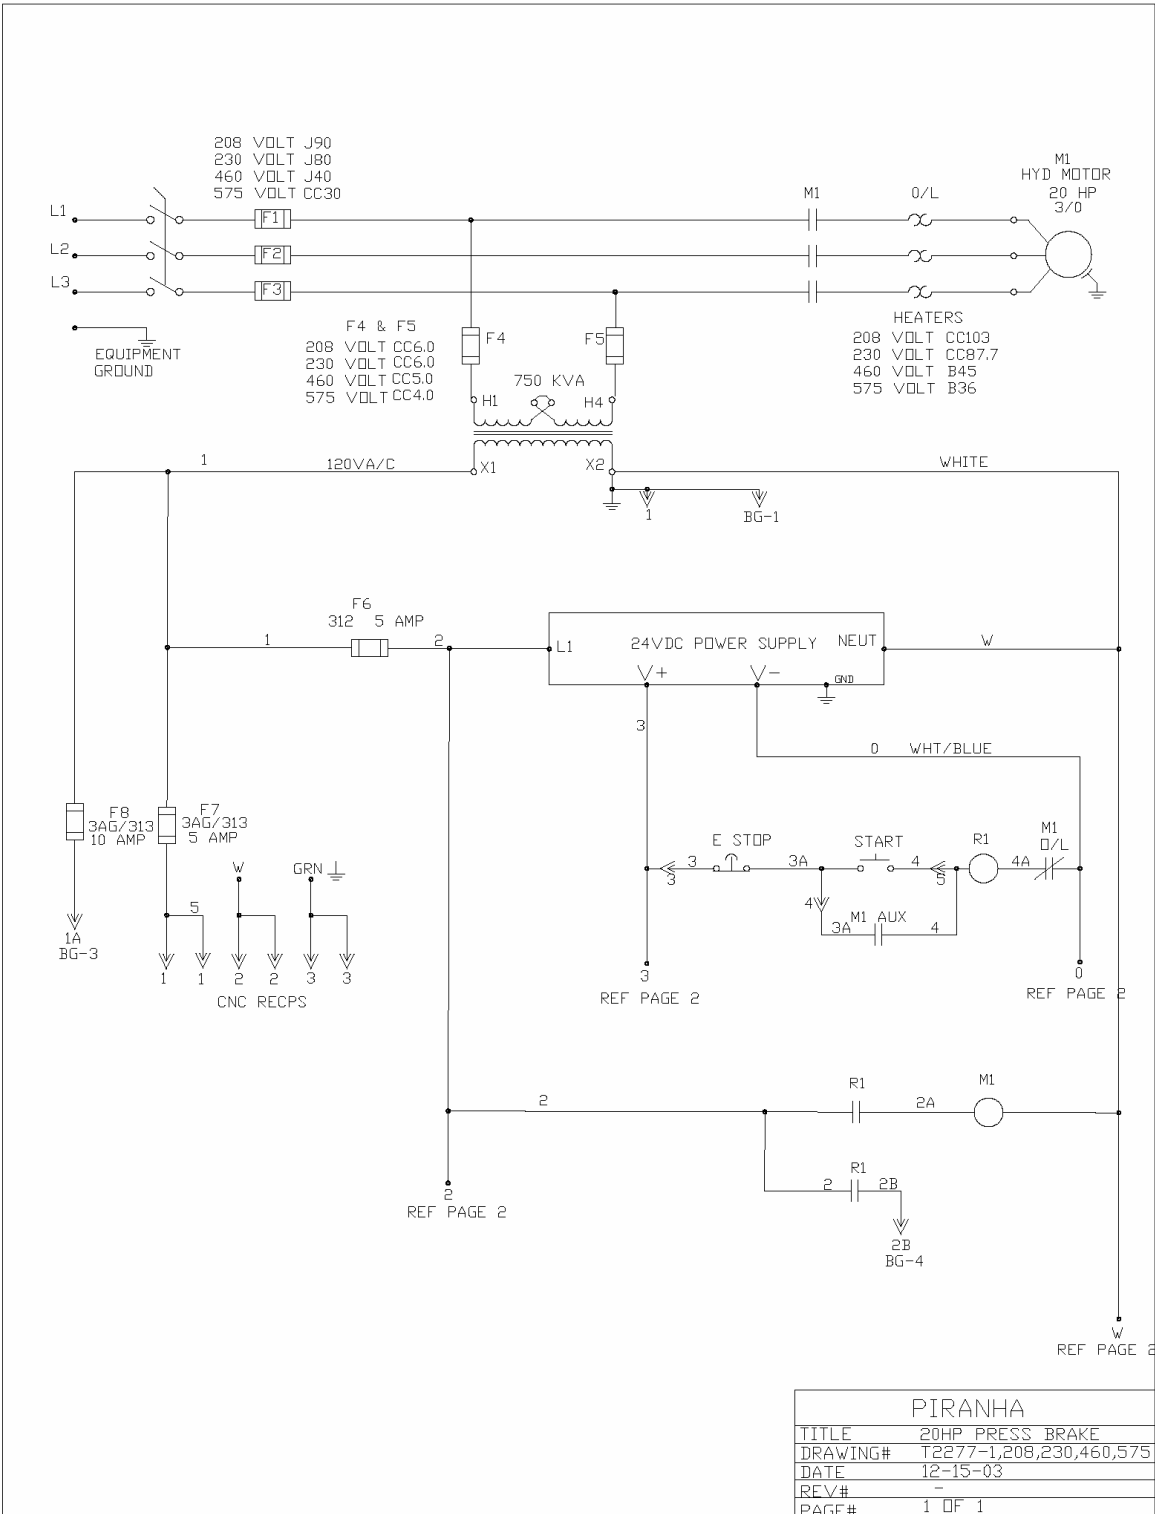 208 VOLT J90
230 VOLT J80
460 VOLT J40
575 VOLT CC30
M1
HYD MOTOR
20 HP
3/0
L1
F1
M1
O/L
L2
F2
L3
F3
EQUIPMENT
GROUND
F4 & F5
208 VOLT CC6.0
230 VOLT CC6.0
460 VOLT CC5.0
575 VOLT CC4.0
F4
F5
HEATERS
208 VOLT CC103
230 VOLT CC87.7
460 VOLT B45
575 VOLT B36
750 KVA
H1
H4
1
120VA/C
X1
X2
WHITE
1
BG-1
F6
312 5 AMP
1
2
L1
24VDC POWER SUPPLY
NEUT
W
V+
V-
GND
3
0
WHT/BLUE
F8
3AG/313
10 AMP
F7
3AG/313
5 AMP
E STOP
START
R1
M1
O/L
3
3
3A
4
5
4A
W
GRN
5
4
3A
M1 AUX
4
1A
BG-3
1
1
2
2
3
3
CNC RECPS
3
REF PAGE 2
0
REF PAGE 2
2
R1
2A
M1
2
REF PAGE 2
2
R1
2B
2B
BG-4
W
REF PAGE 2
PIRANHA
TITLE 20HP PRESS BRAKE
DRAWING# T2277-1,208,230,460,575
DATE 12-15-03
REV# -
PAGE# 1 OF 1